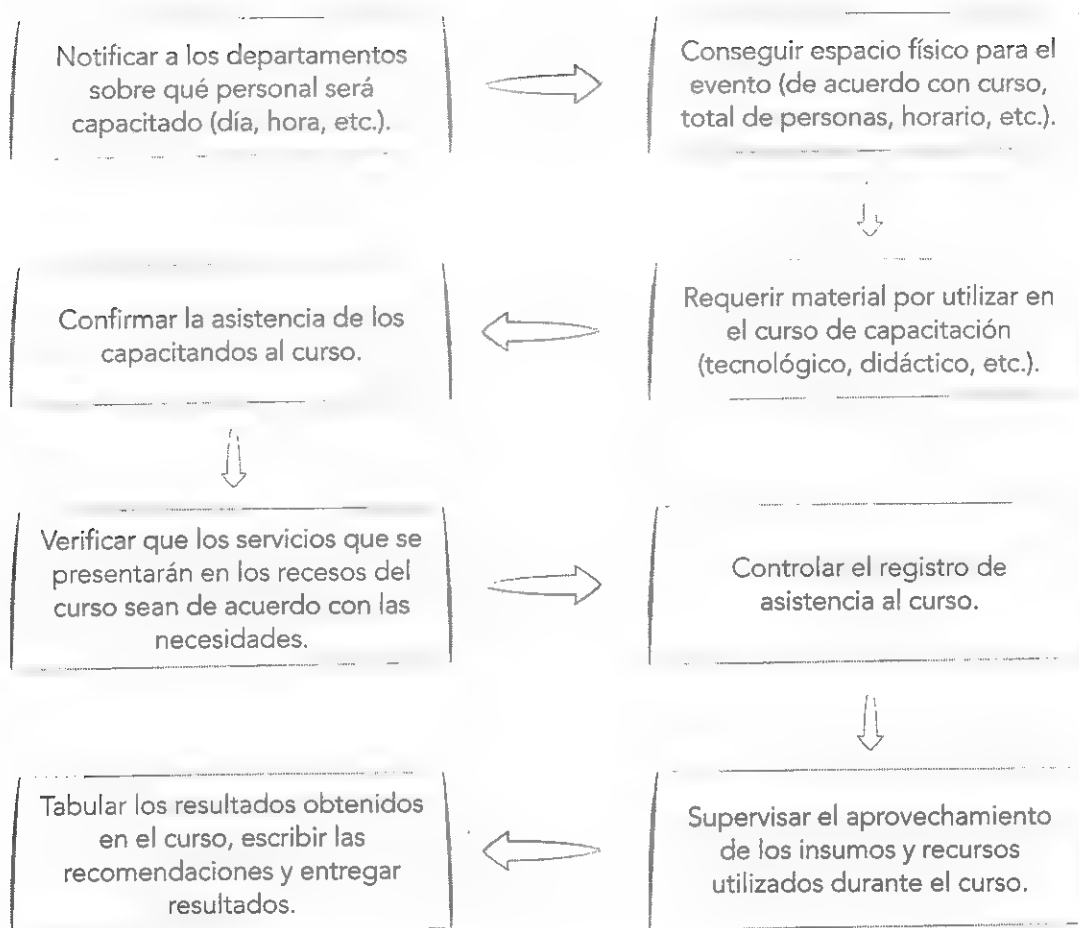 Notificar a los departamentos
sobre qué personal será
capacitado (día, hora, etc.).
Conseguir espacio físico para el
evento (de acuerdo con curso,
total de personas, horario, etc.).
Requerir material por utilizar en
el curso de capacitación
(tecnológico, didáctico, etc.).
Confirmar la asistencia de los
capacitandos al curso.
Verificar que los servicios que se
presentarán en los recesos del
curso sean de acuerdo con las
necesidades.
Controlar el registro de
asistencia al curso.
Supervisar el aprovechamiento
de los insumos y recursos
utilizados durante el curso.
Tabular los resultados obtenidos
en el curso, escribir las
recomendaciones y entregar
resultados.